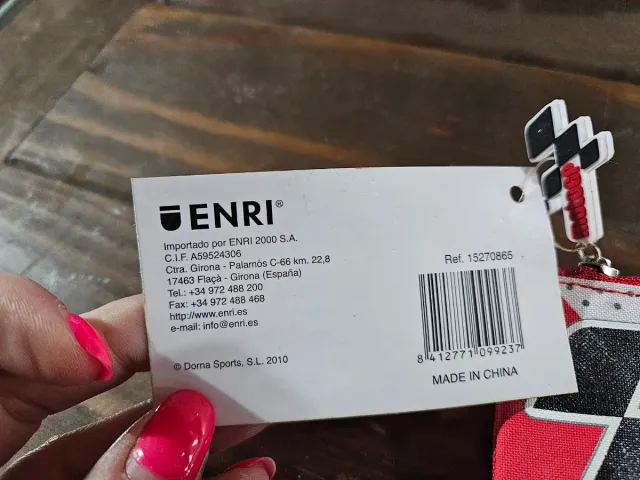 ENRI®
Importado por ENRI 2000 S.A.
C.I.F. A59524306
Ctra. Girona - Palamós C-66 km. 22,8
17463 Flaçà - Girona (España)
Tel.: +34 972 488 200
Fax: +34 972 488 468
http://www.enri.es
e-mail: info@enri.es
© Dorna Sports, S.L. 2010
Ref. 15270865
8 412771 099237
MADE IN CHINA